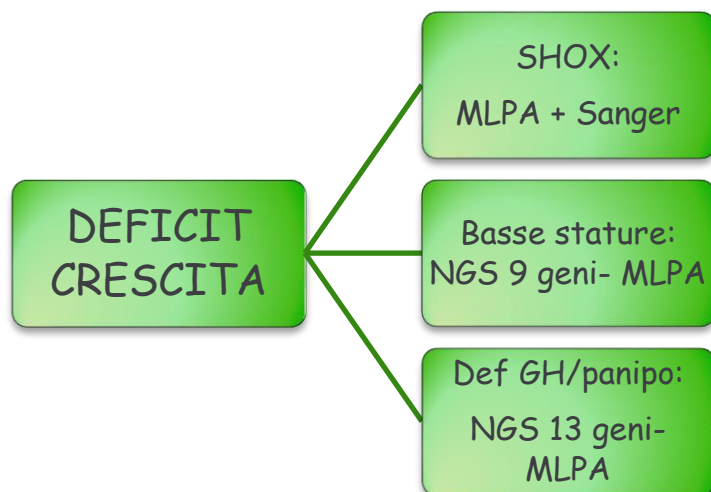 DEFICIT
CRESCITA
SHOX:
MLPA + Sanger
Basse stature:
NGS 9 geni- MLPA
Def GH/panipo:
NGS 13 geni-
MLPA